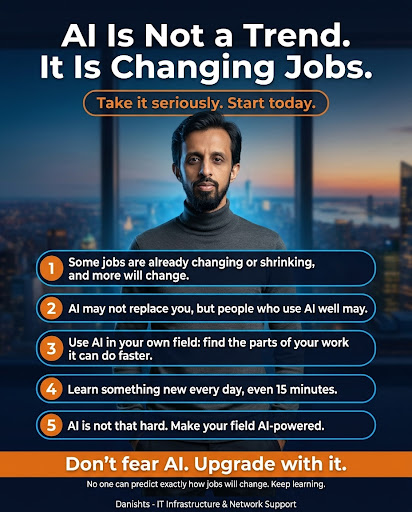 AI Is Not a Trend.
It Is Changing Jobs.
Take it seriously. Start today.
1 Some jobs are already changing or shrinking,
and more will change.
2 AI may not replace you, but people who use AI well may.
3 Use AI in your own field: find the parts of your work
it can do faster.
4 Learn something new every day, even 15 minutes.
5 AI is not that hard. Make your field AI-powered.
Don’t fear AI. Upgrade with it.
No one can predict exactly how jobs will change. Keep learning.
Danishts - IT Infrastructure & Network Support